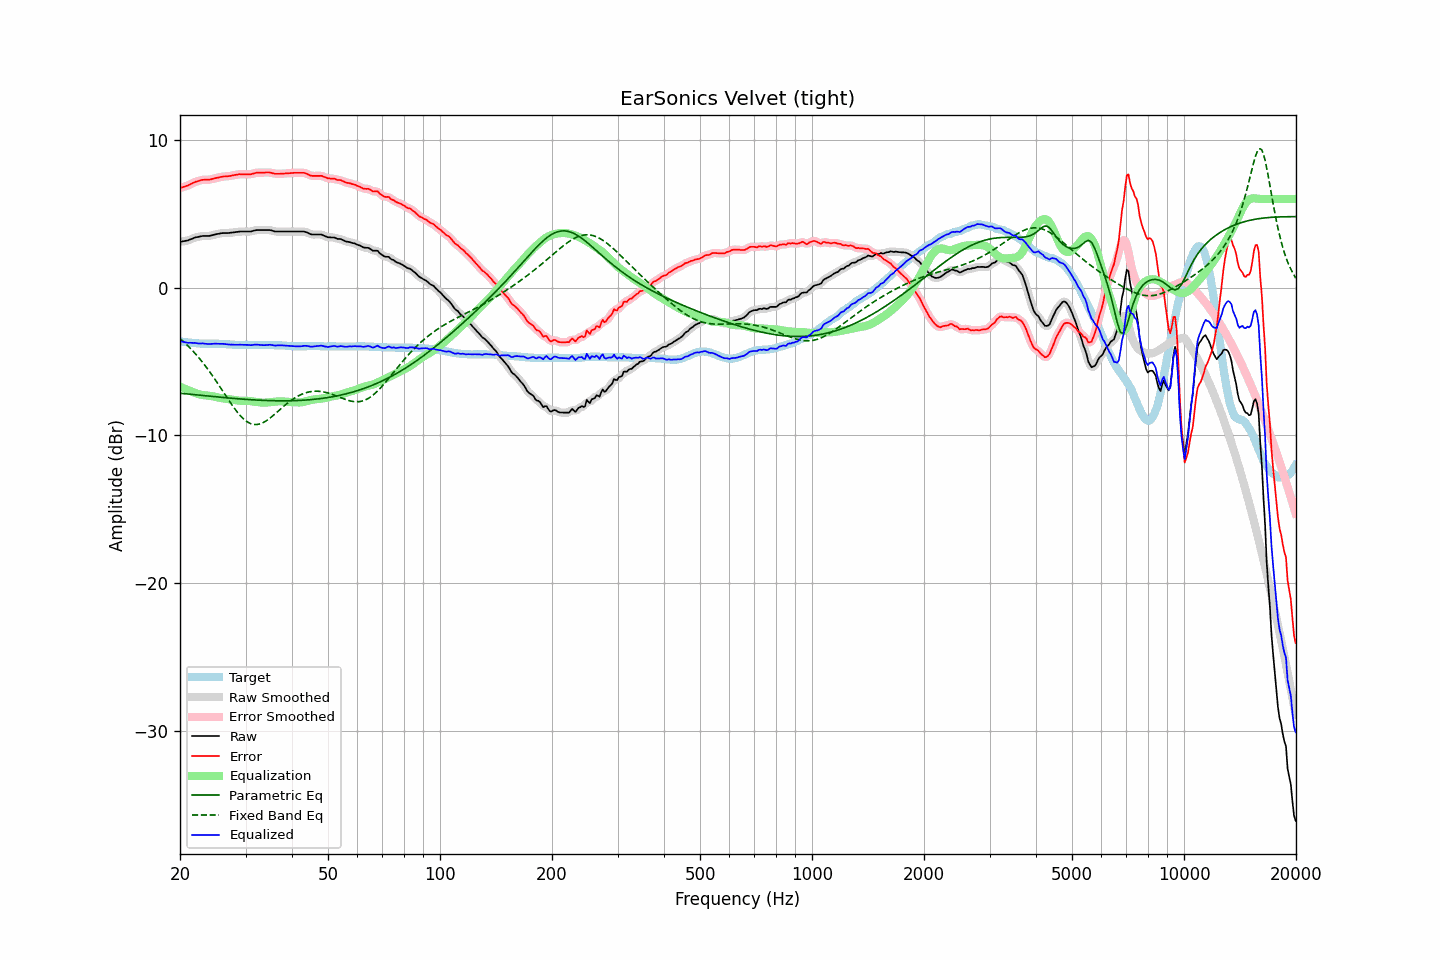 EarSonics Velvet (tight)
Amplitude (dBr)
10
0
−10
−20
−30
Target
Raw Smoothed
Error Smoothed
Raw
Error
Equalization
Parametric Eq
Fixed Band Eq
Equalized
20 50 100 200 500 1000 2000 5000 10000 20000
Frequency (Hz)